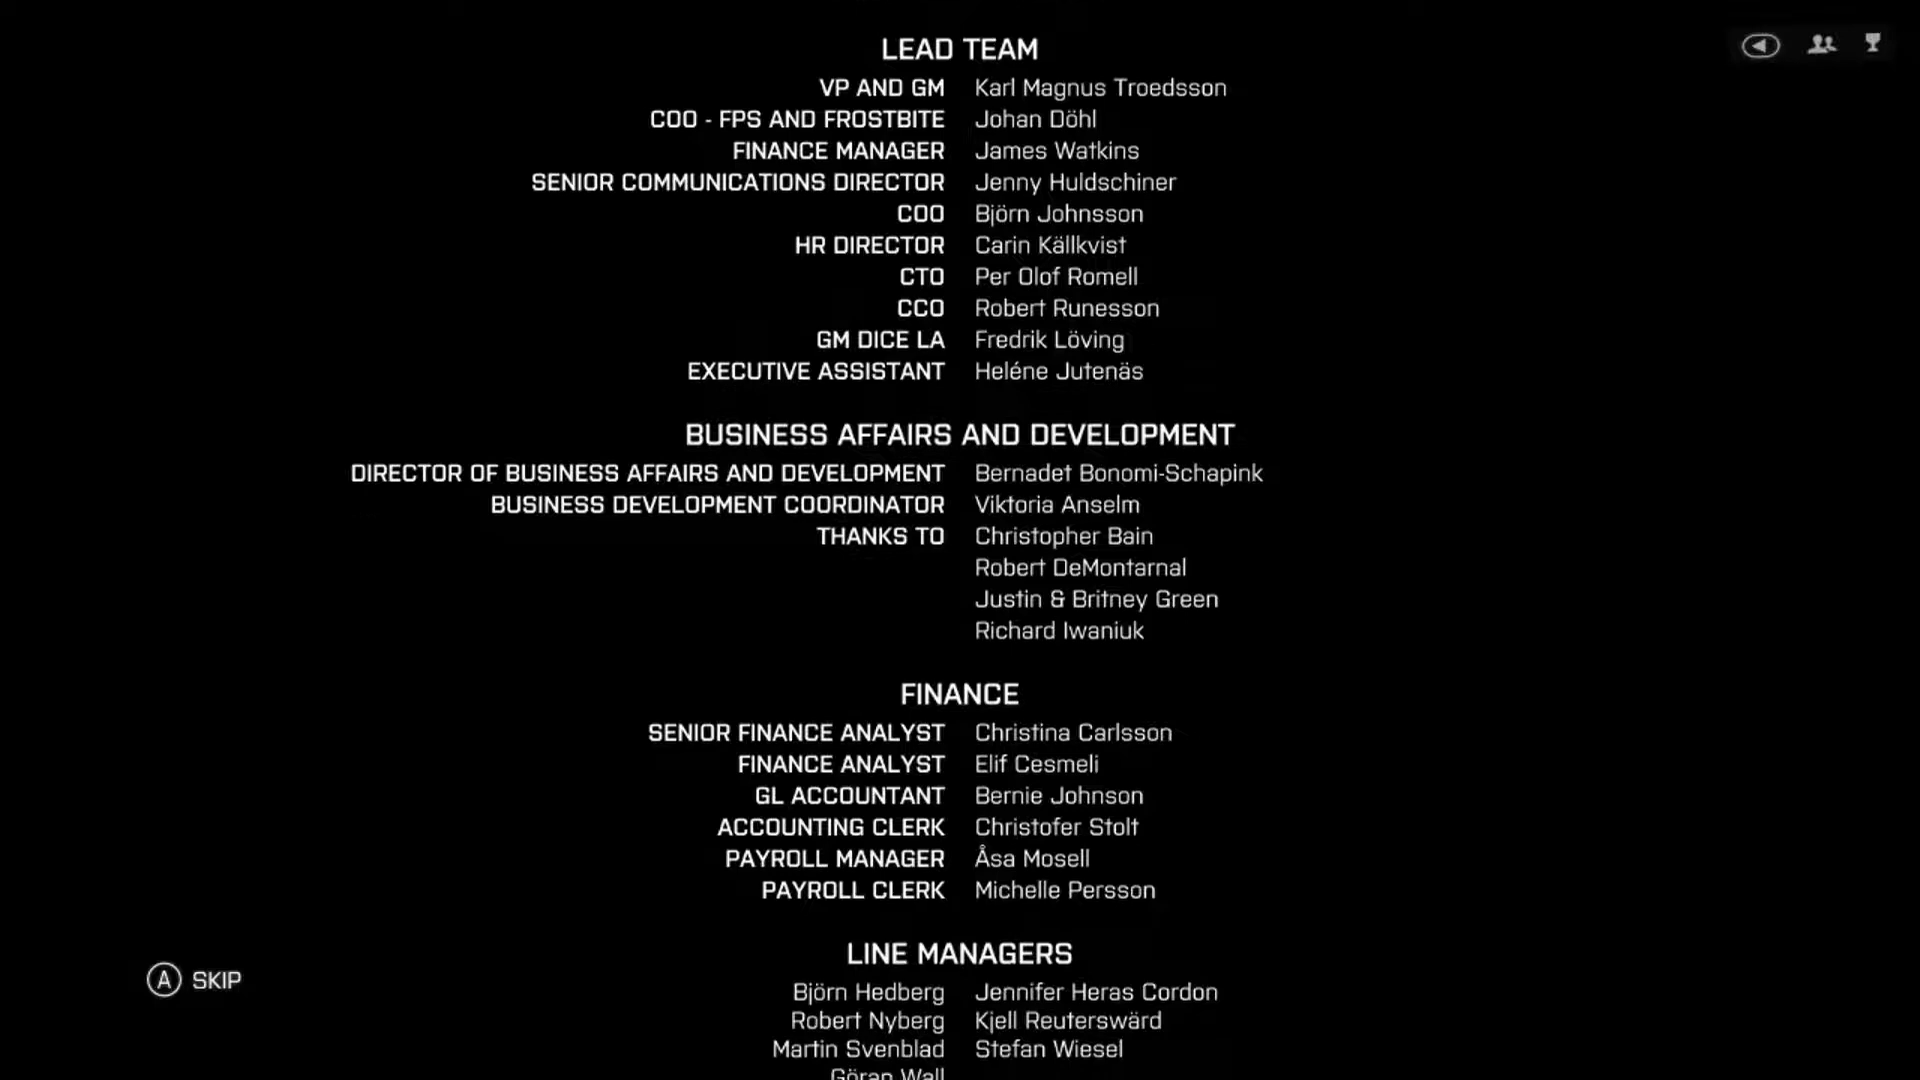 LEAD TEAM
VP AND GM Karl Magnus Troedsson
COO - FPS AND FROSTBITE Johan Döhl
FINANCE MANAGER James Watkins
SENIOR COMMUNICATIONS DIRECTOR Jenny Huldschiner
COO Björn Johnsson
HR DIRECTOR Carin Källkvist
CTO Per Olof Romell
CCO Robert Runesson
GM DICE LA Fredrik Löving
EXECUTIVE ASSISTANT Heléne Jutenäs
BUSINESS AFFAIRS AND DEVELOPMENT
DIRECTOR OF BUSINESS AFFAIRS AND DEVELOPMENT Bernadet Bonomi-Schapink
BUSINESS DEVELOPMENT COORDINATOR Viktoria Anselm
THANKS TO Christopher Bain
Robert DeMontarnal
Justin & Britney Green
Richard Iwaniuk
FINANCE
SENIOR FINANCE ANALYST Christina Carlsson
FINANCE ANALYST Elif Cesmeli
GL ACCOUNTANT Bernie Johnson
ACCOUNTING CLERK Christofer Stolt
PAYROLL MANAGER Åsa Mosell
PAYROLL CLERK Michelle Persson
LINE MANAGERS
A SKIP
Björn Hedberg Jennifer Heras Cordon
Robert Nyberg Kjell Reuterswärd
Martin Svenblad Stefan Wiesel
Göran Wall